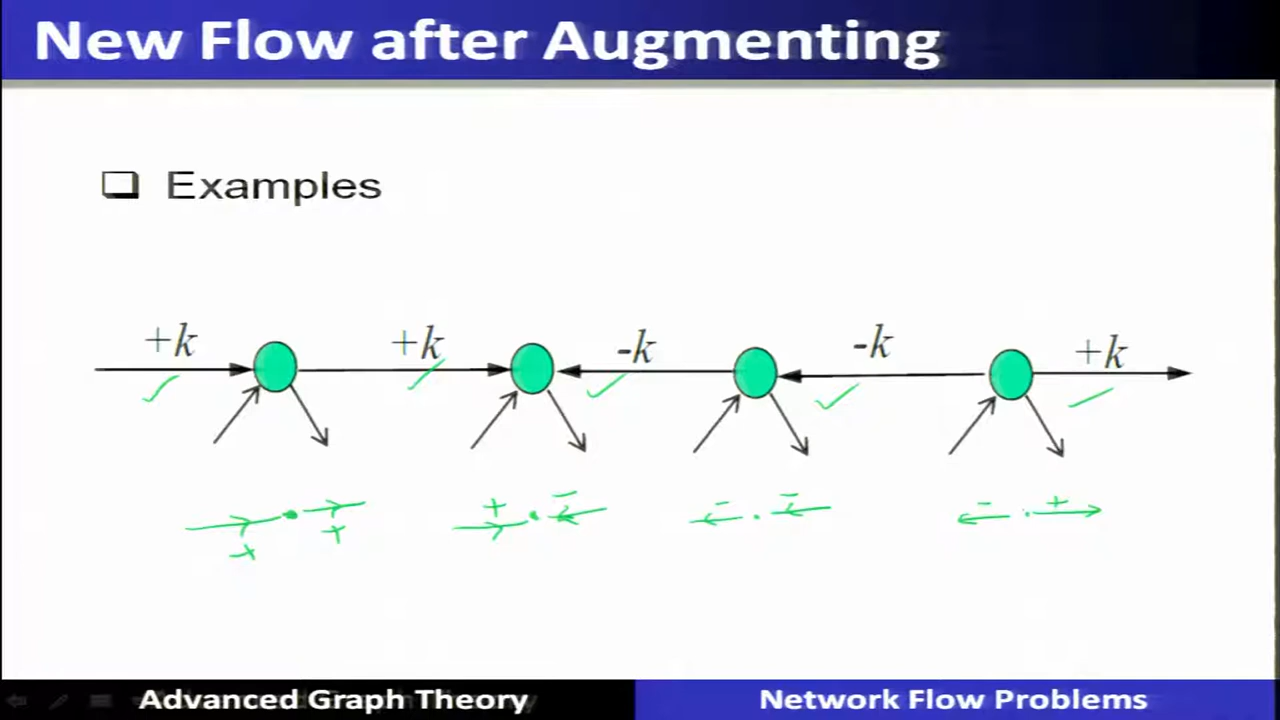 New Flow after Augmenting
Examples
+k +k -k -k +k
+ - - - - +
+ +
Advanced Graph Theory
Network Flow Problems